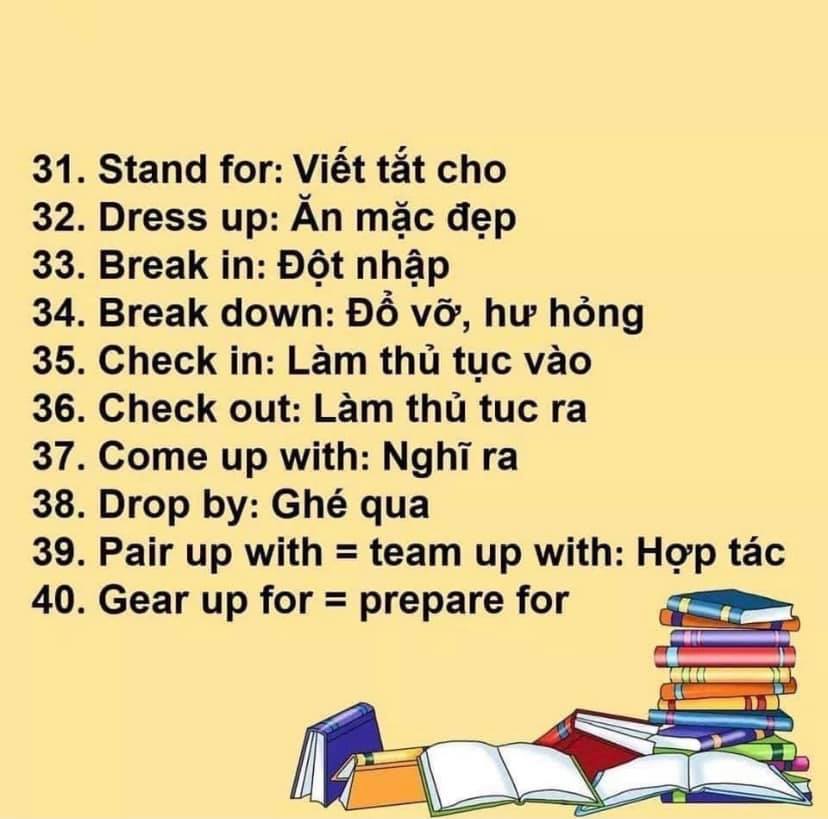 31. Stand for: Viết tắt cho
32. Dress up: Ăn mặc đẹp
33. Break in: Đột nhập
34. Break down: Đổ vỡ, hư hỏng
35. Check in: Làm thủ tục vào
36. Check out: Làm thủ tuc ra
37. Come up with: Nghĩ ra
38. Drop by: Ghé qua
39. Pair up with = team up with: Hợp tác
40. Gear up for = prepare for